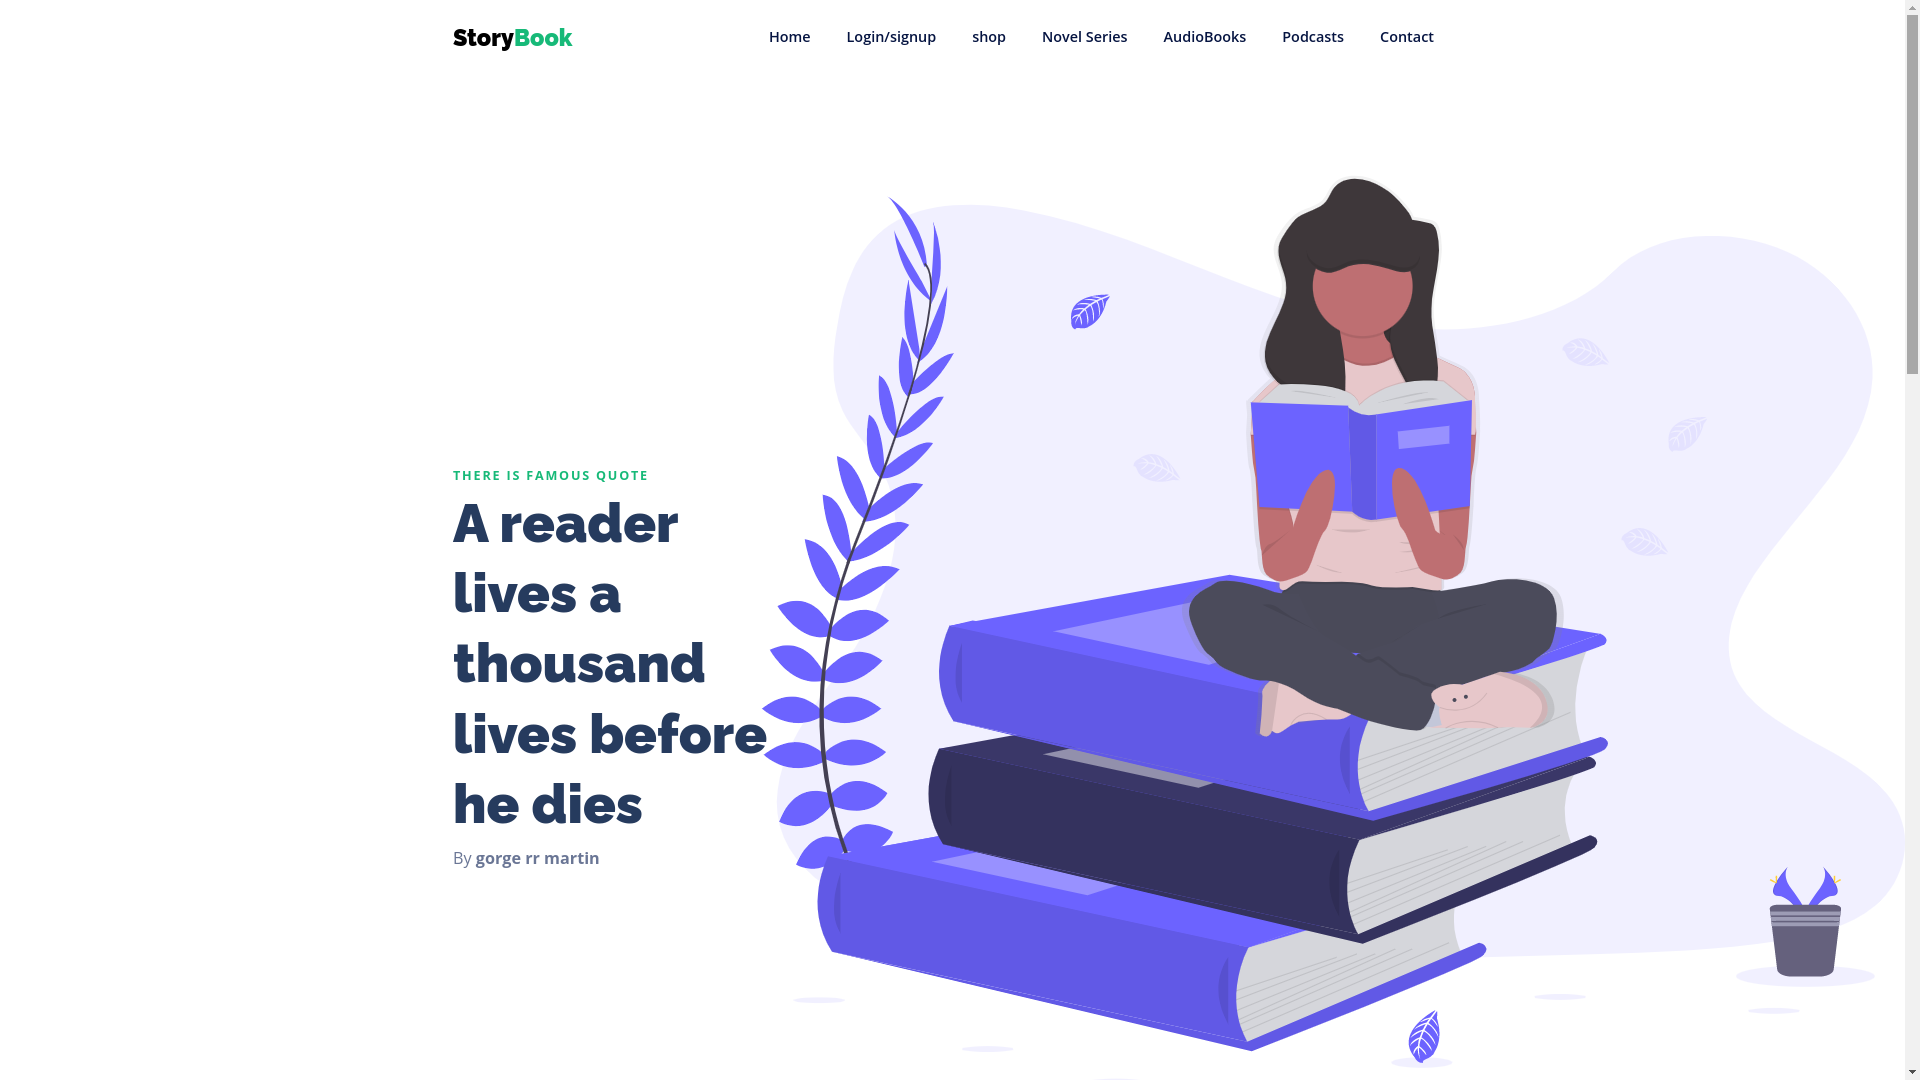 StoryBook
Home Login/signup shop Novel Series AudioBooks Podcasts Contact
THERE IS FAMOUS QUOTE
A reader
lives a
thousand
lives before
he dies
By gorge rr martin